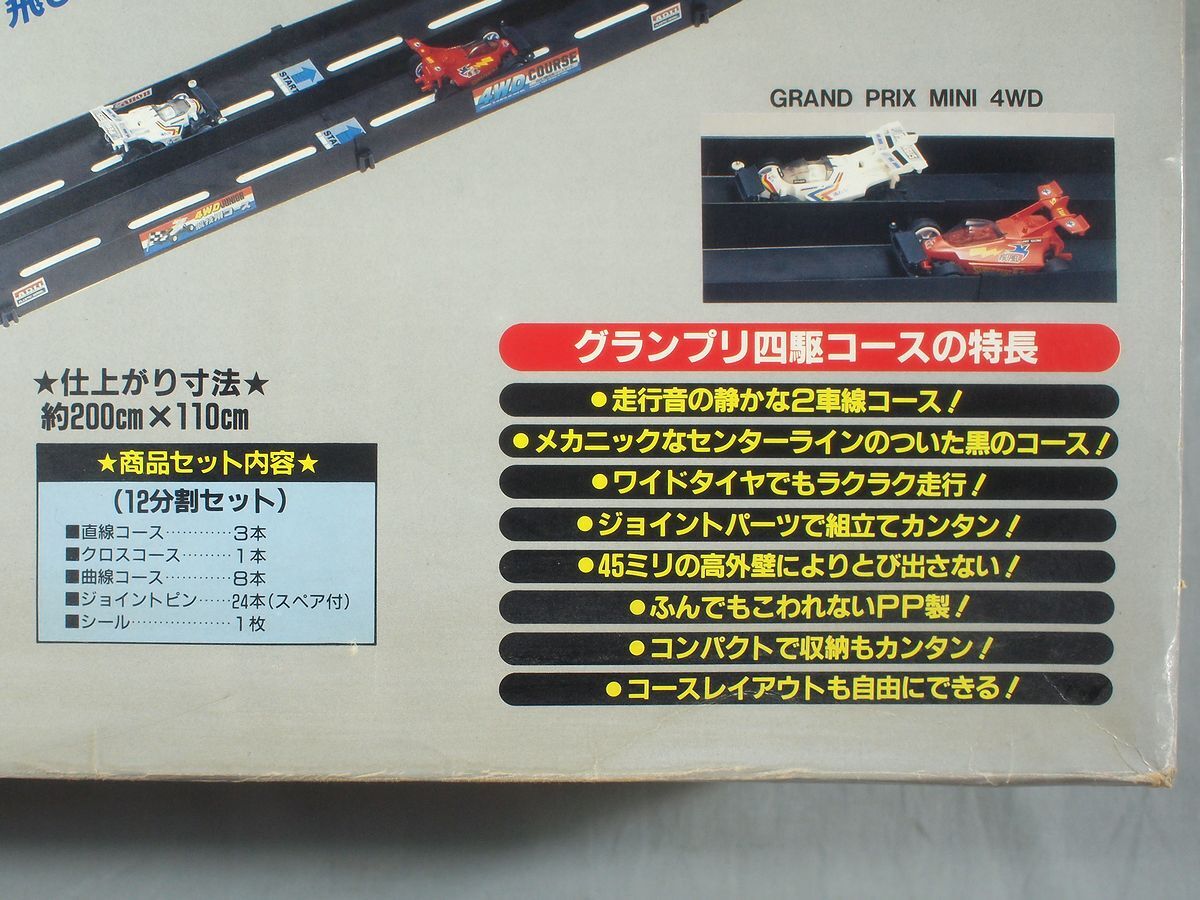 飛び
START
START
4WD COURSE
4WD JUNIOR
GRAND PRIX MINI 4WD
★仕上がり寸法★
約200cm×110cm
★商品セット内容★
(12分割セット)
■直線コース…………3本
■クロスコース………1本
■曲線コース…………8本
■ジョイントピン……24本(スペア付)
■シール………………1枚
グランプリ四駆コースの特長
●走行音の静かな2車線コース!
●メカニックなセンターラインのついた黒のコース!
●ワイドタイヤでもラクラク走行!
●ジョイントパーツで組立てカンタン!
●45ミリの高外壁によりとび出さない!
●ふんでもこわれないPP製!
●コンパクトで収納もカンタン!
●コースレイアウトも自由にできる!